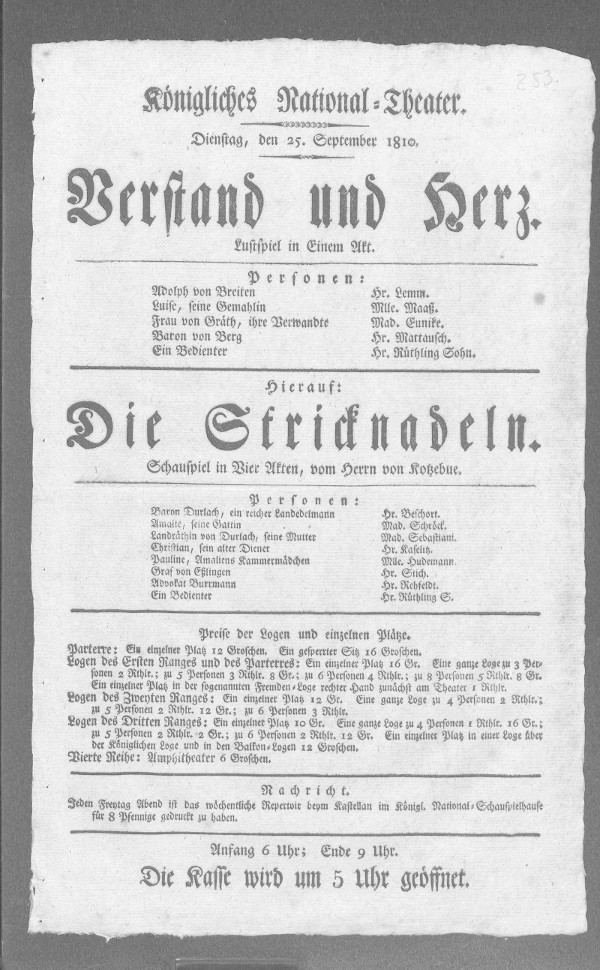 253.
Königliches National-Theater.
Dienstag, den 25. September 1810.
Verstand und Herz.
Lustspiel in Einem Akt.
Personen:
Adolph von Breiten Hr. Lemm.
Luise, seine Gemahlin Mlle. Maaß.
Frau von Gräth, ihre Verwandte Mad. Eunike.
Baron von Berg Hr. Mattausch.
Ein Bedienter Hr. Rüthling Sohn.
Hierauf:
Die Stricknadeln.
Schauspiel in Vier Akten, vom Herrn von Kotzebue.
Personen:
Baron Durlach, ein reicher Landedelmann Hr. Beschort.
Amalie, seine Gattin Mad. Schröck.
Landräthin von Durlach, seine Mutter Mad. Sebastiani.
Christian, sein alter Diener Hr. Kaselitz.
Pauline, Amaliens Kammermädchen Mlle. Hudemann.
Graf von Eßlingen Hr. Stich.
Advokat Burrmann Hr. Rehfeldt.
Ein Bedienter Hr. Rüthling S.
Preise der Logen und einzelnen Plätze.
Parterre: Ein einzelner Platz 12 Groschen. Ein gesperrter Sitz 16 Groschen.
Logen des Ersten Ranges und des Parterres: Ein einzelner Platz 16 Gr. Eine ganze Loge zu 3 Per-
sonen 2 Rthlr.; zu 5 Personen 3 Rthlr. 8 Gr.; zu 6 Personen 4 Rthlr.; zu 8 Personen 5 Rthlr. 8 Gr.
Ein einzelner Platz in der sogenannten Fremden-Loge rechter Hand zunächst am Theater 1 Rthlr.
Logen des Zweyten Ranges: Ein einzelner Platz 12 Gr. Eine ganze Loge zu 4 Personen 2 Rthlr.;
zu 5 Personen 2 Rthlr. 12 Gr.; zu 6 Personen 3 Rthlr.
Logen des Dritten Ranges: Ein einzelner Platz 10 Gr. Eine ganze Loge zu 4 Personen 1 Rthlr. 16 Gr.;
zu 5 Personen 2 Rthlr. 2 Gr.; zu 6 Personen 2 Rthlr. 12 Gr. Ein einzelner Platz in einer Loge über
der Königlichen Loge und in den Balkon-Logen 12 Groschen.
Vierte Reihe: Amphitheater 6 Groschen.
Nachricht.
Jeden Freytag Abend ist das wöchentliche Repertoir beym Kastellan im Königl. National-Schauspielhause
für 8 Pfennige gedruckt zu haben.
Anfang 6 Uhr; Ende 9 Uhr.
Die Kasse wird um 5 Uhr geöffnet.